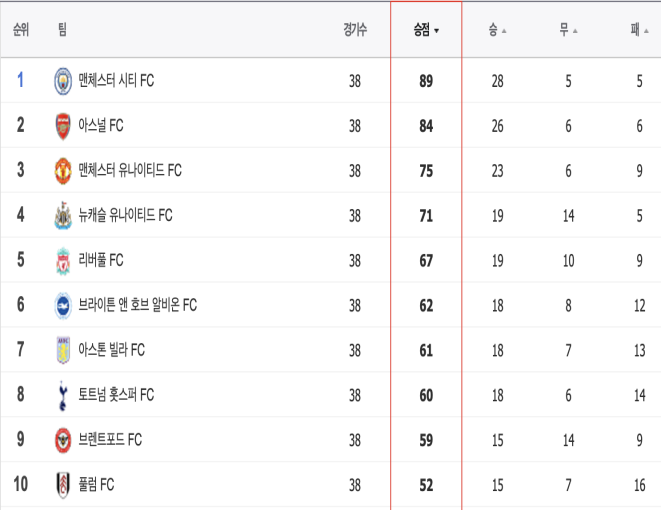 순위 팀 경기수 승점 ▼ 승 ▲ 무 ▲ 패 ▲
1 맨체스터 시티 FC 38 89 28 5 5
2 아스널 FC 38 84 26 6 6
3 맨체스터 유나이티드 FC 38 75 23 6 9
4 뉴캐슬 유나이티드 FC 38 71 19 14 5
5 리버풀 FC 38 67 19 10 9
6 브라이튼 앤 호브 알비온 FC 38 62 18 8 12
7 아스톤 빌라 FC 38 61 18 7 13
8 토트넘 홋스퍼 FC 38 60 18 6 14
9 브렌트포드 FC 38 59 15 14 9
10 풀럼 FC 38 52 15 7 16